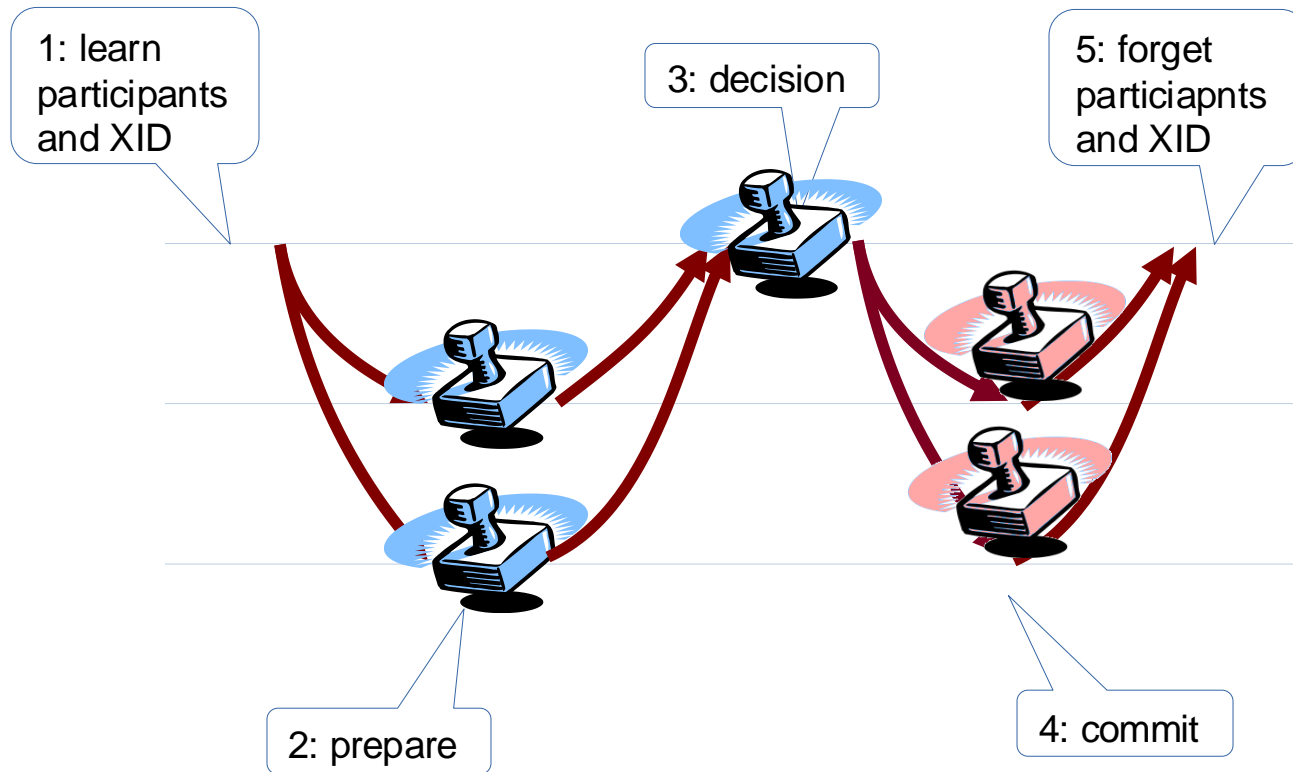 1: learn
participants
and XID
3: decision
5: forget
particiapnts
and XID
2: prepare
4: commit